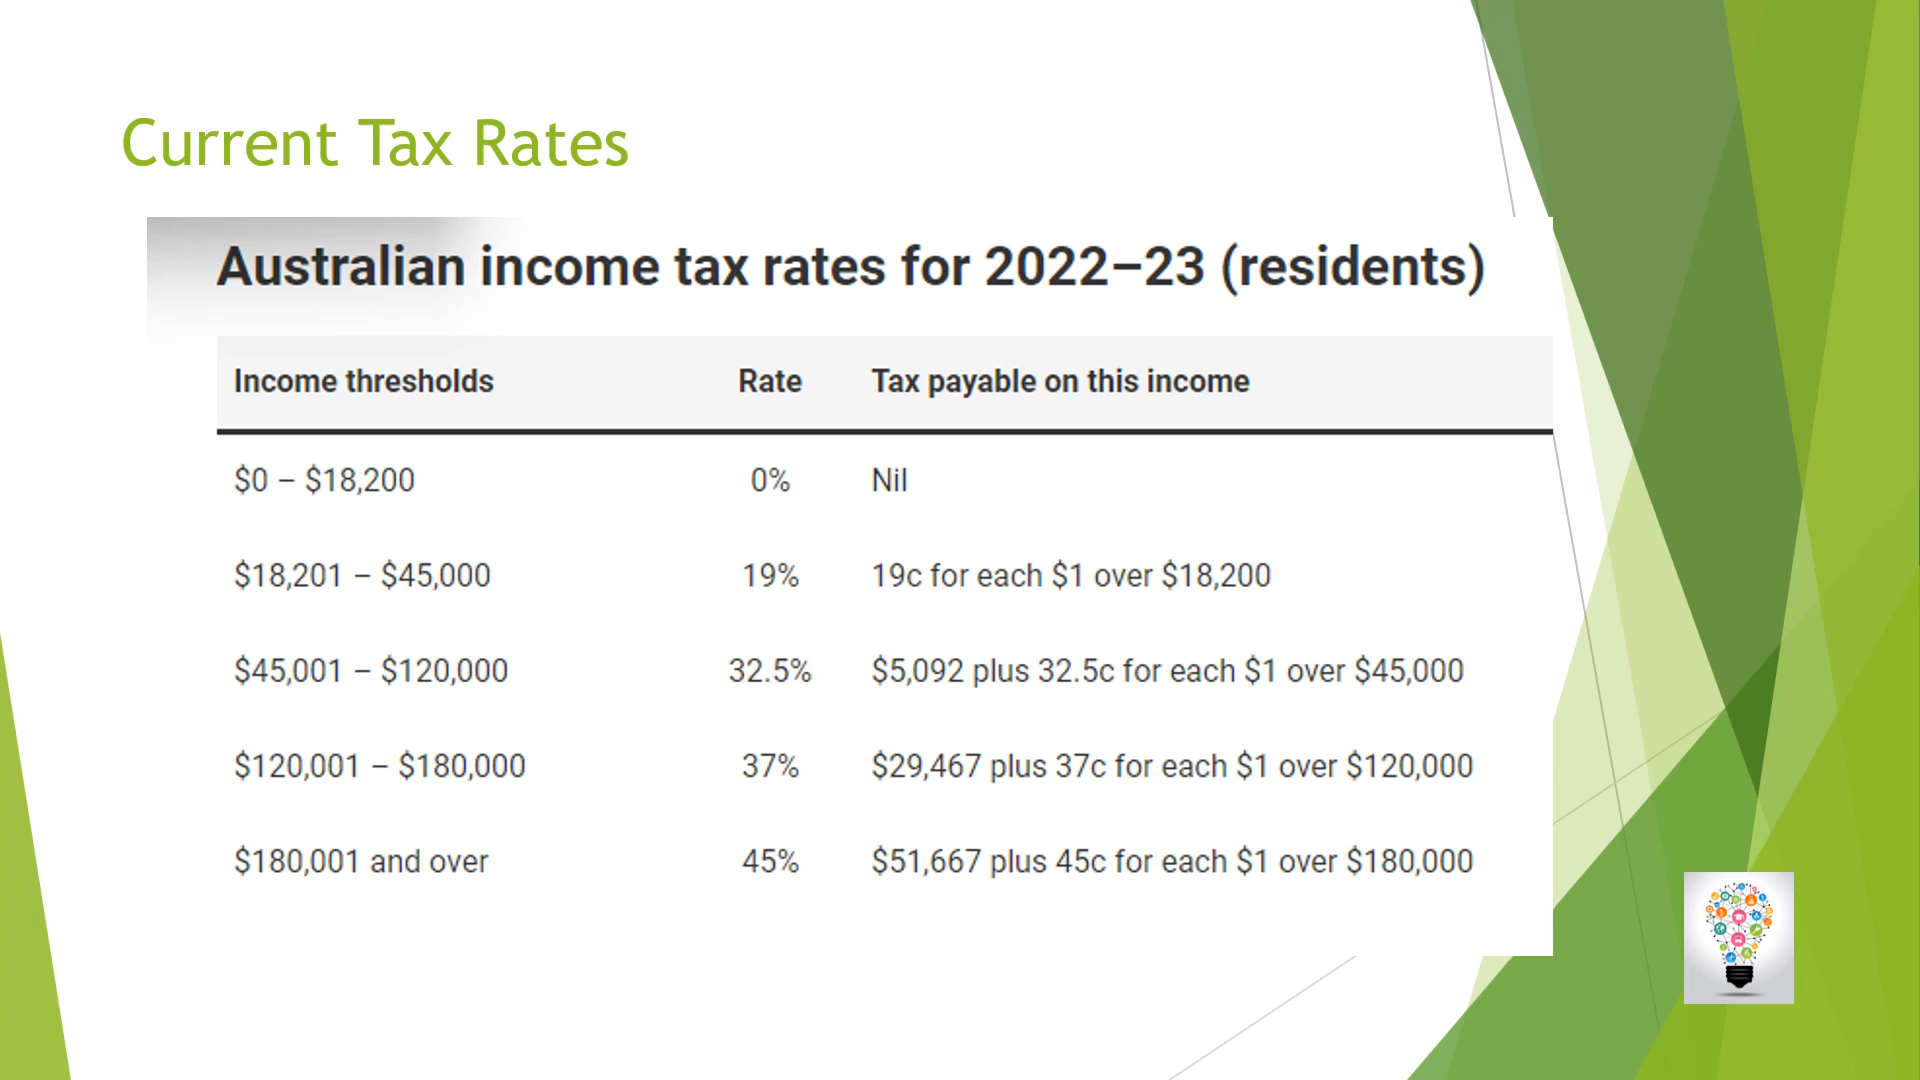 Current Tax Rates
Australian income tax rates for 2022–23 (residents)
Income thresholds Rate Tax payable on this income
$0 – $18,200 0% Nil
$18,201 – $45,000 19% 19c for each $1 over $18,200
$45,001 – $120,000 32.5% $5,092 plus 32.5c for each $1 over $45,000
$120,001 – $180,000 37% $29,467 plus 37c for each $1 over $120,000
$180,001 and over 45% $51,667 plus 45c for each $1 over $180,000